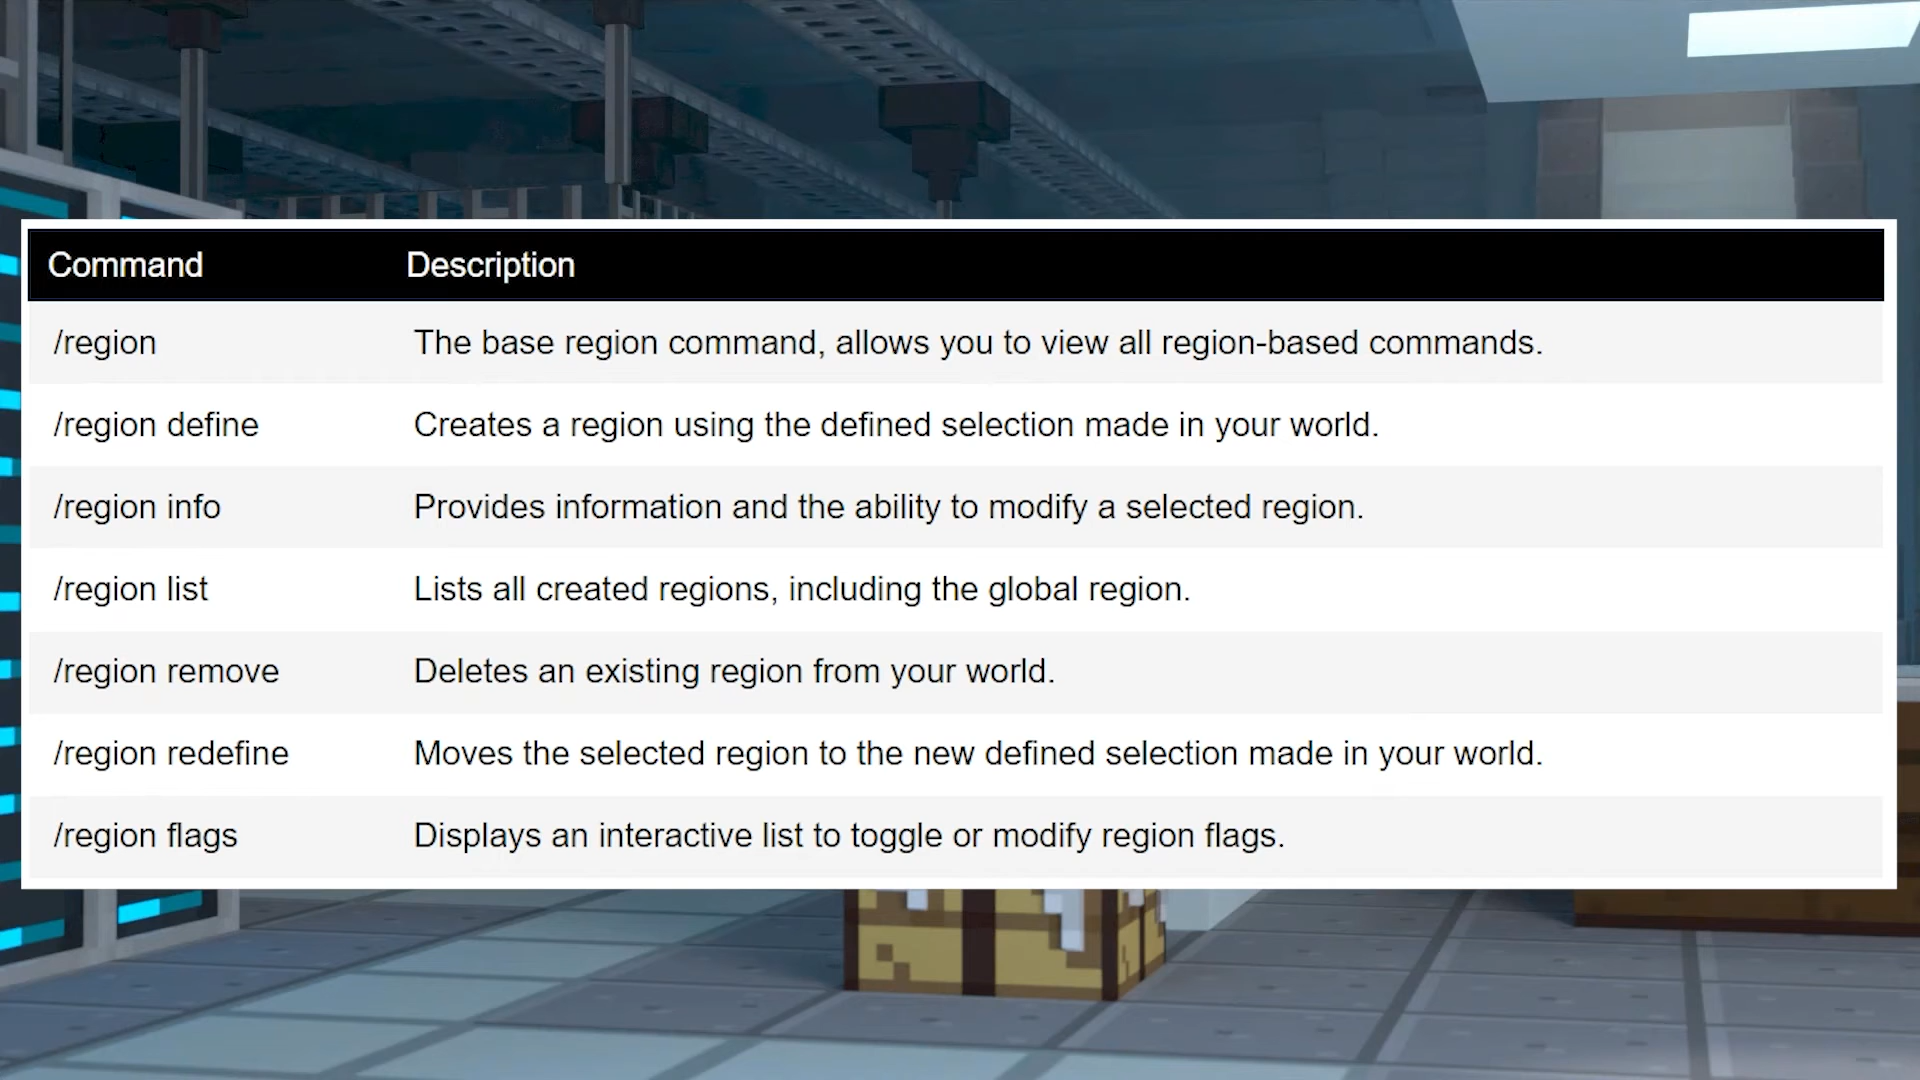 Command Description
/region The base region command, allows you to view all region-based commands.
/region define Creates a region using the defined selection made in your world.
/region info Provides information and the ability to modify a selected region.
/region list Lists all created regions, including the global region.
/region remove Deletes an existing region from your world.
/region redefine Moves the selected region to the new defined selection made in your world.
/region flags Displays an interactive list to toggle or modify region flags.